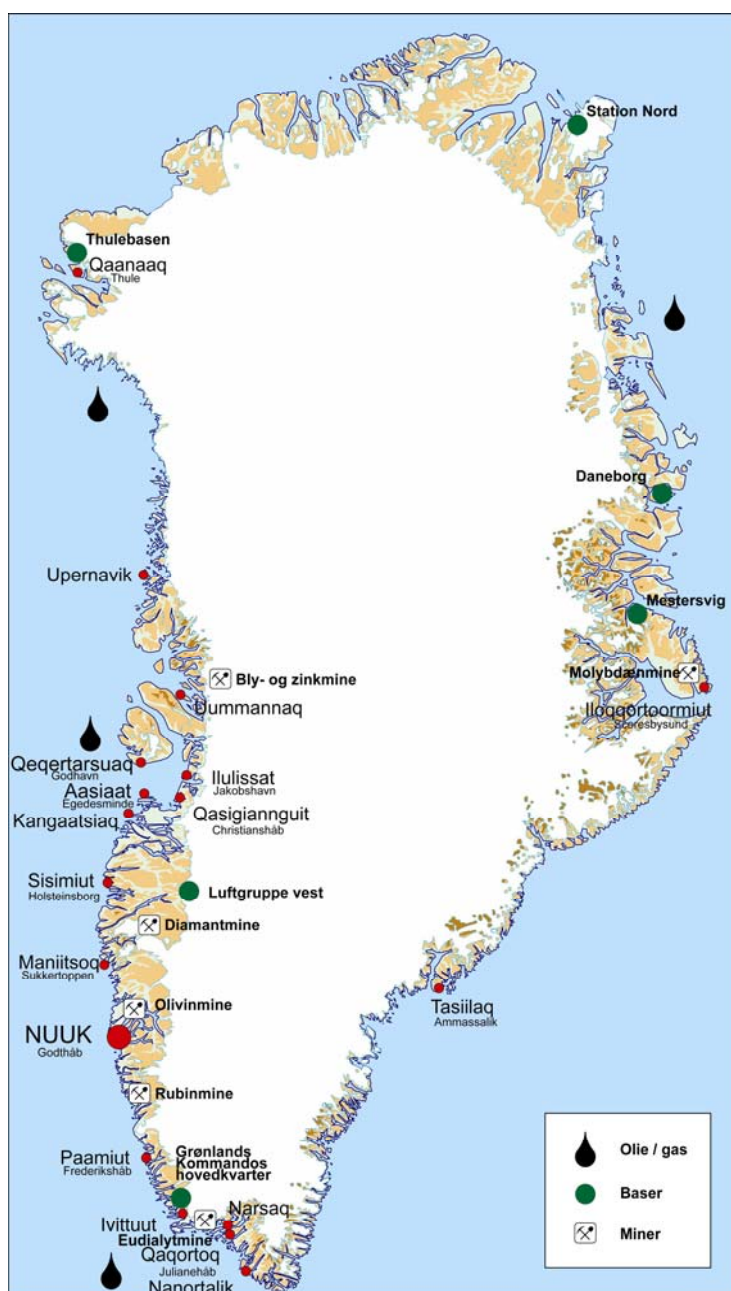 Station Nord
Thulebasen
Qaanaaq
Thule
Daneborg
Upernavik
Mestersvig
Bly- og zinkmine
Molybdænmine
Uummannaq
Iloqqortoormiut
Scoresbysund
Qeqertarsuaq
Godhavn
Ilulissat
Jakobshavn
Aasiaat
Egedesminde
Qasigiannguit
Christianshåb
Kangaatsiaq
Sisimiut
Holsteinsborg
Luftgruppe vest
Diamantmine
Maniitsoq
Sukkertoppen
Tasiilaq
Ammassalik
Olivinmine
NUUK
Godthåb
Rubinmine
Paamiut
Frederikshåb
Grønlands
Kommandos
hovedkvarter
Ivittuut
Narsaq
Eudialytmine
Qaqortoq
Julianehåb
Nanortalik
Olie / gas
Baser
Miner